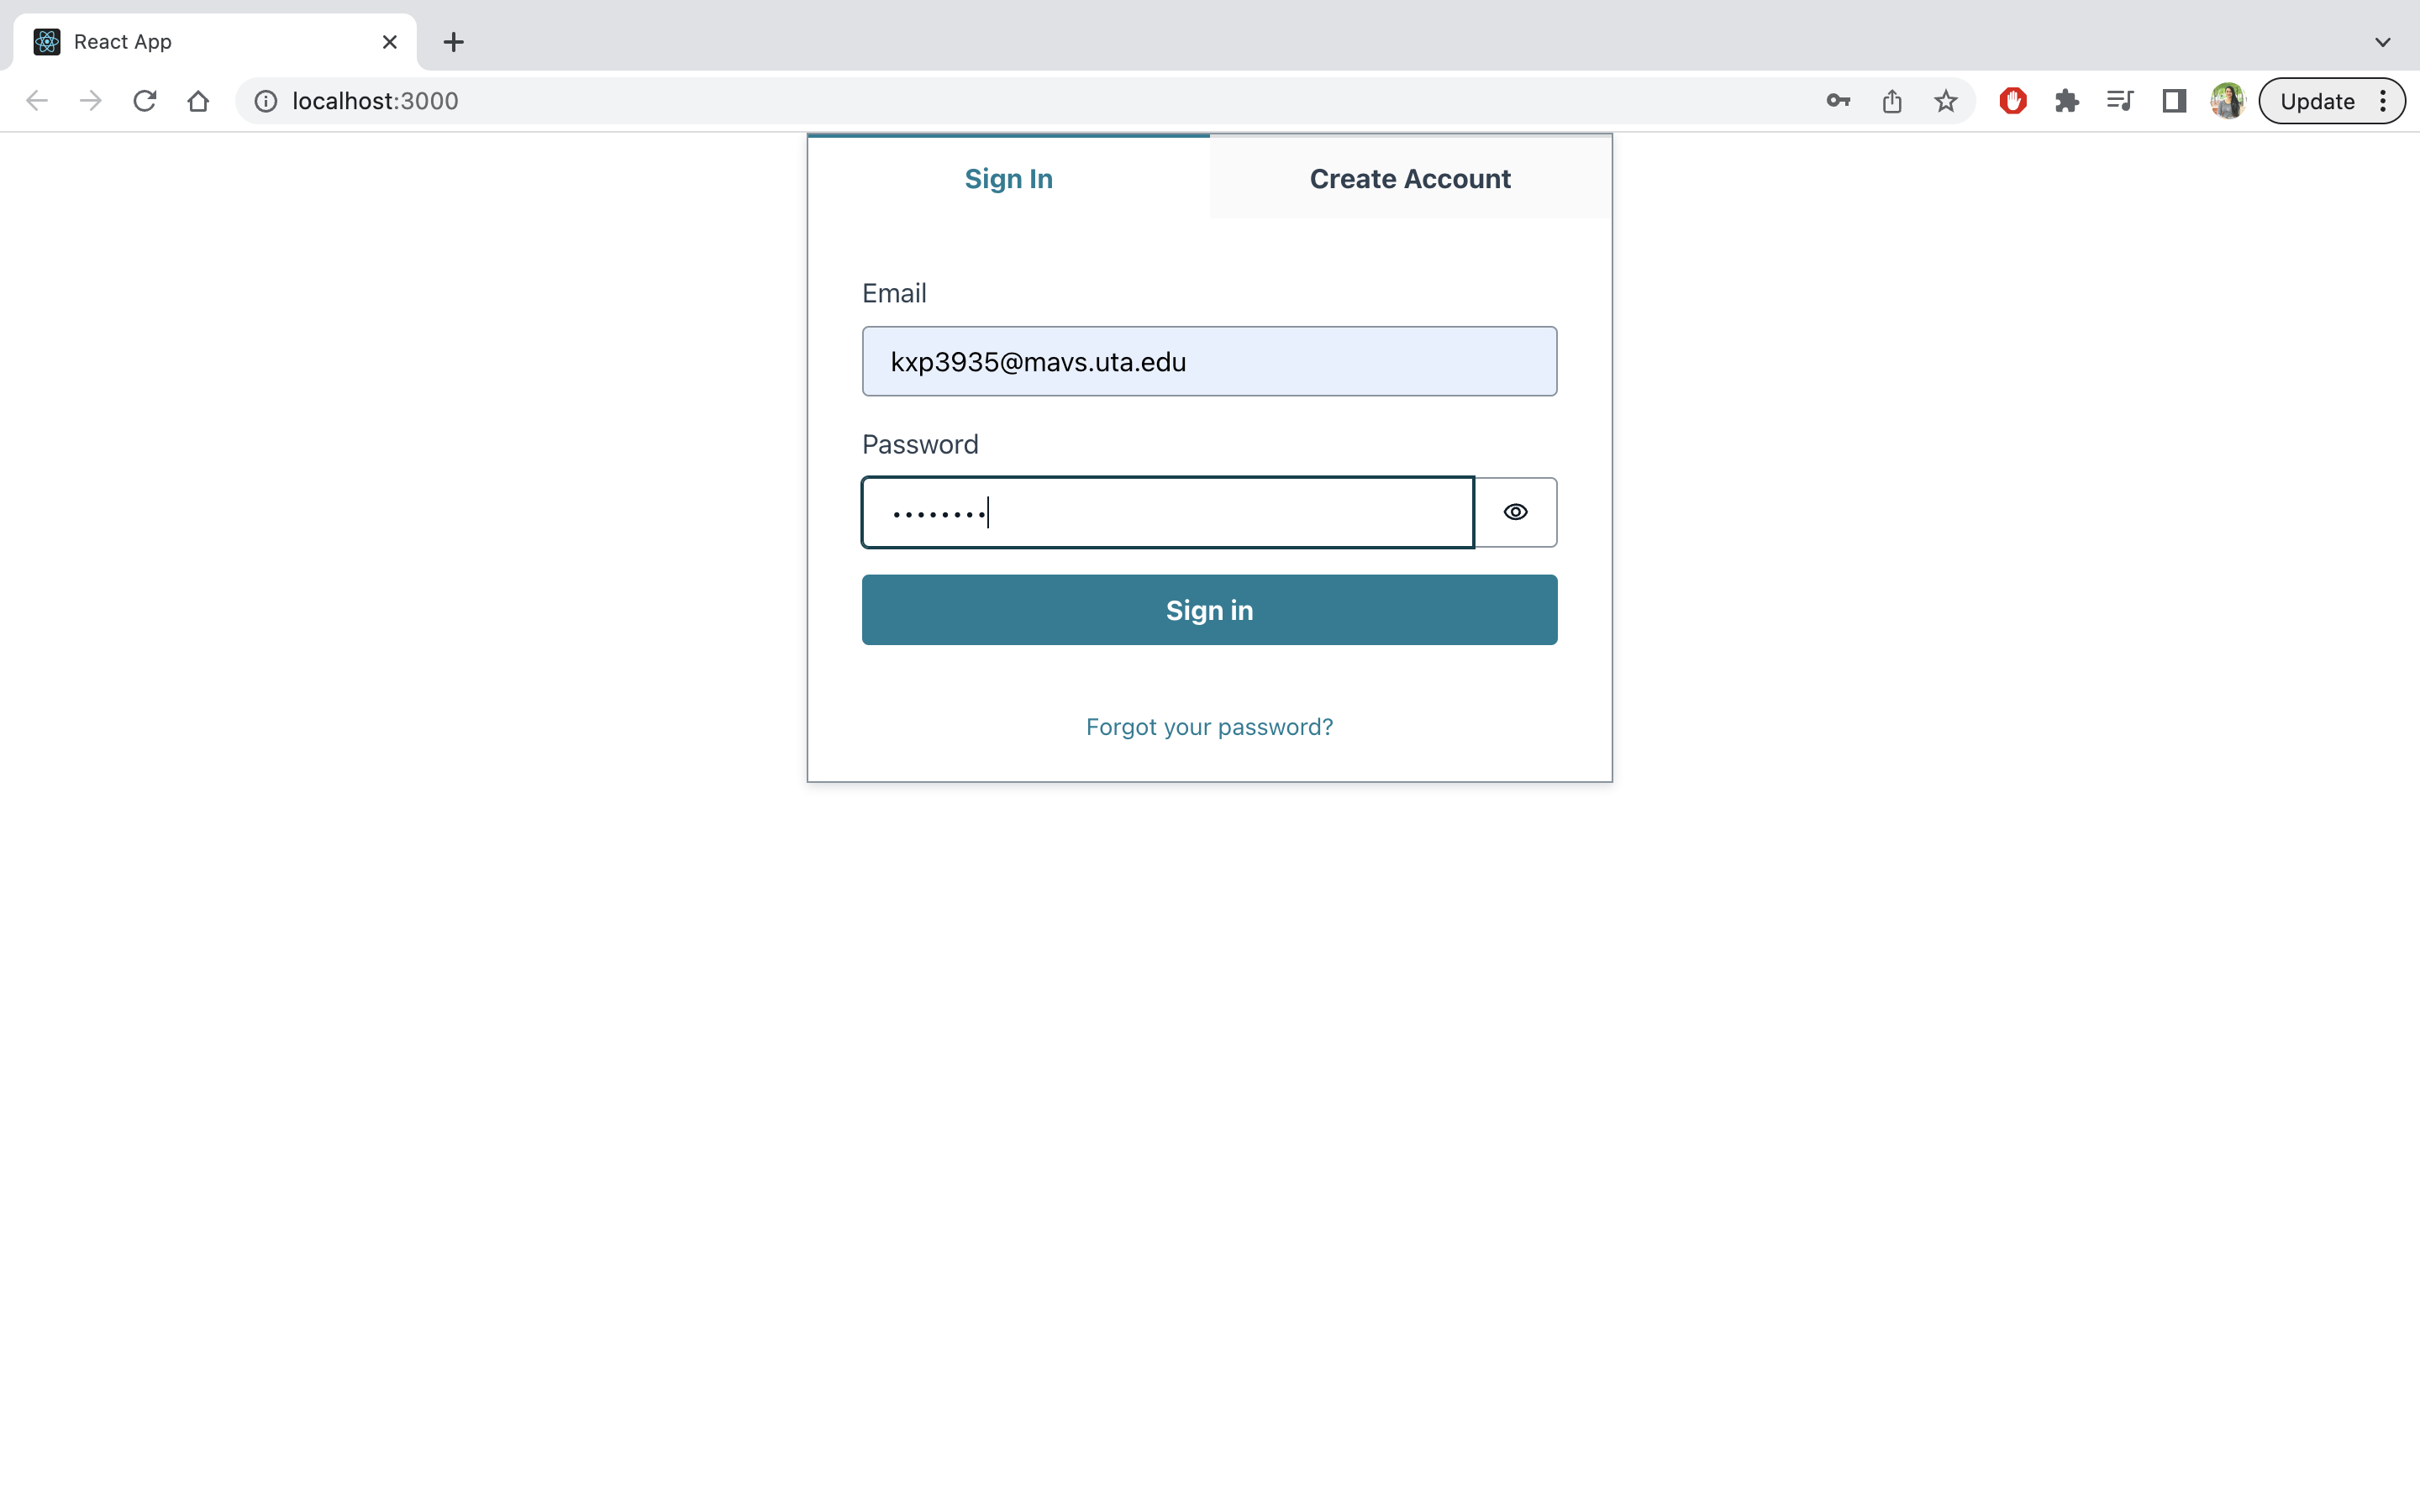 React App
localhost:3000
Update
Sign In
Create Account
Email
kxp3935@mavs.uta.edu
Password
••••••••
Sign in
Forgot your password?